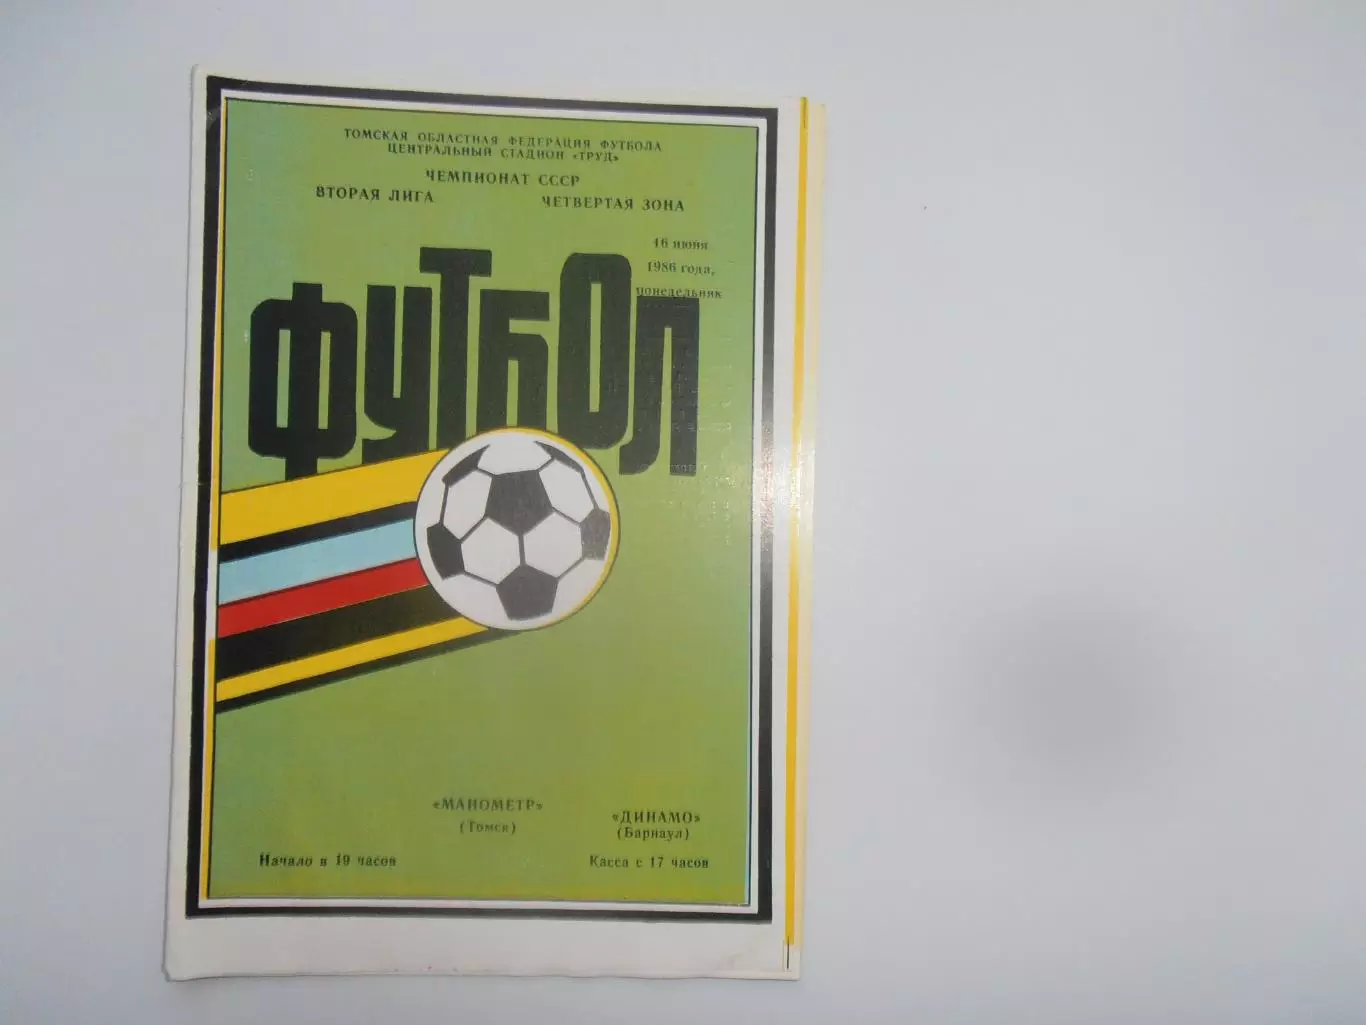 ТОМСКАЯ ОБЛАСТНАЯ ФЕДЕРАЦИЯ ФУТБОЛА
ЦЕНТРАЛЬНЫЙ СТАДИОН «ТРУД»
ЧЕМПИОНАТ СССР
ВТОРАЯ ЛИГА ЧЕТВЕРТАЯ ЗОНА
16 июня
1986 года,
понедельник
ФУТБОЛ
«МАНОМЕТР» «ДИНАМО»
(Томск) (Барнаул)
Начало в 19 часов Касса с 17 часов